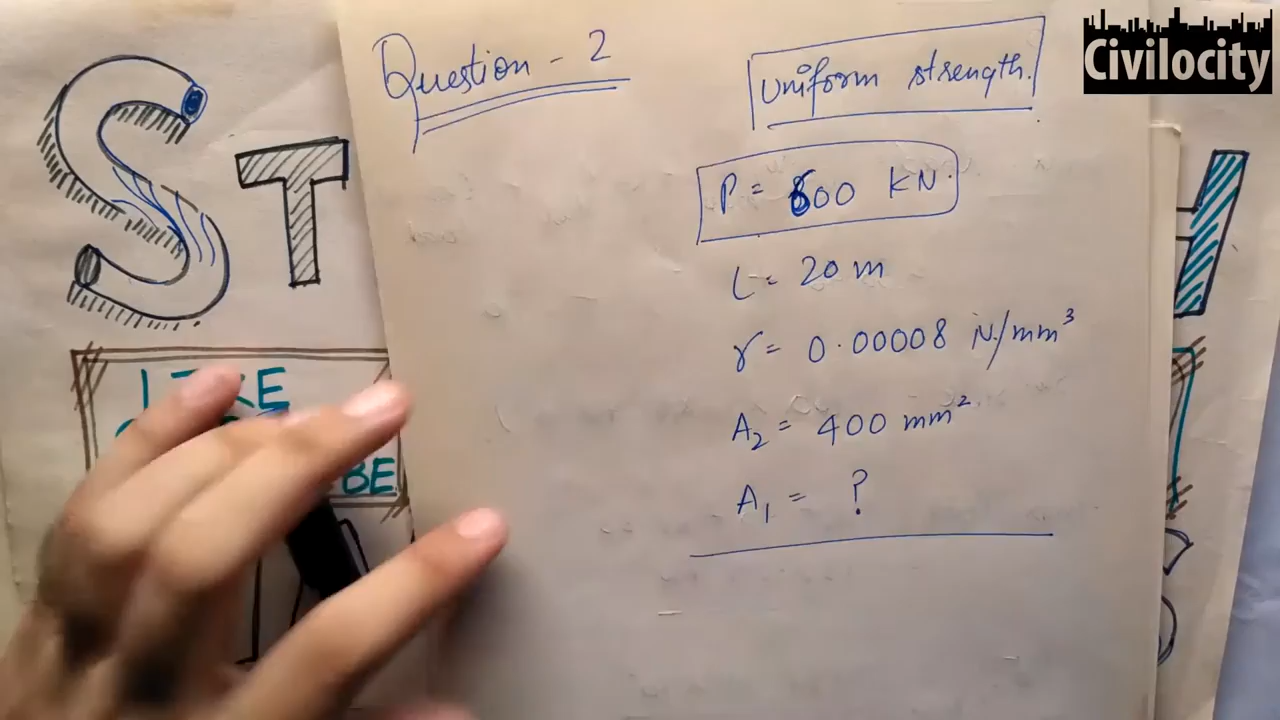 Civilocity
Question - 2
Uniform strength.
ST
P = 800 KN.
L = 20 m
γ = 0.00008 N/mm³
I
BE
A₂ = 400 mm².
A₁ = ?